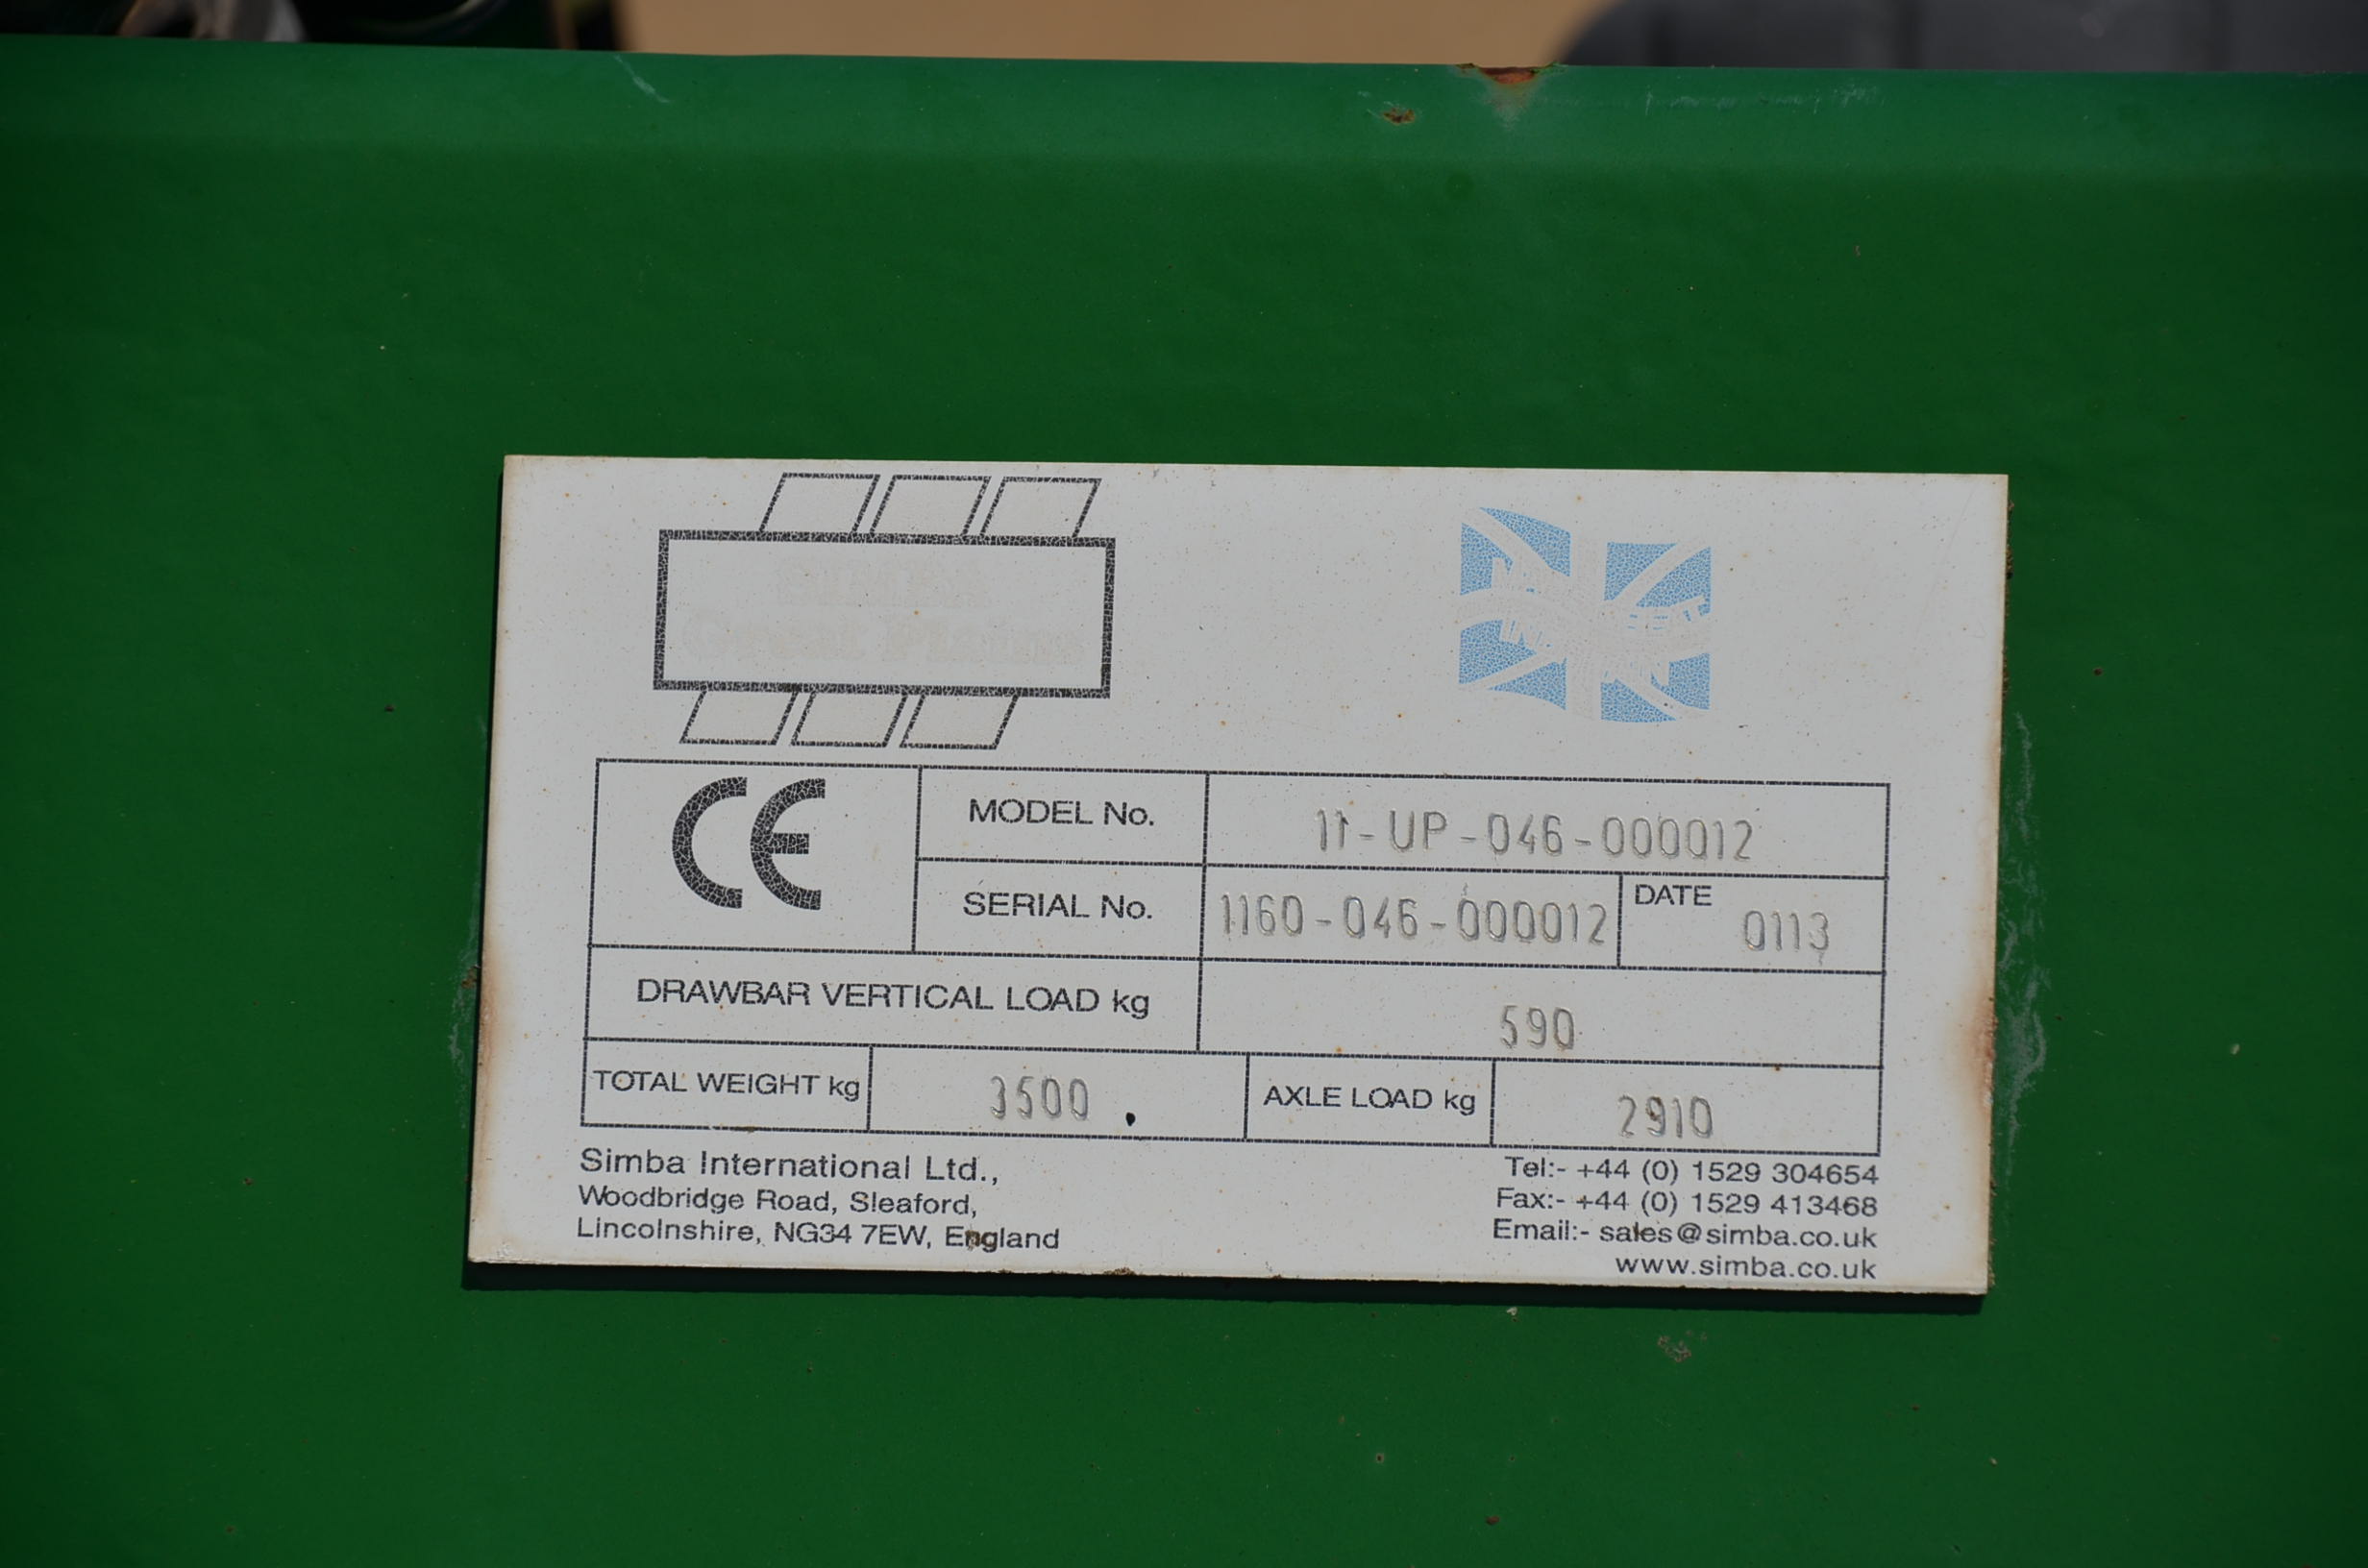 CE
MODEL No. 11-UP-046-000012
SERIAL No. 1160-046-000012 DATE 0113
DRAWBAR VERTICAL LOAD kg 590
TOTAL WEIGHT kg 3500 AXLE LOAD kg 2910
Simba International Ltd.,
Woodbridge Road, Sleaford,
Lincolnshire, NG34 7EW, England
Tel:- +44 (0) 1529 304654
Fax:- +44 (0) 1529 413468
Email:- sales@simba.co.uk
www.simba.co.uk